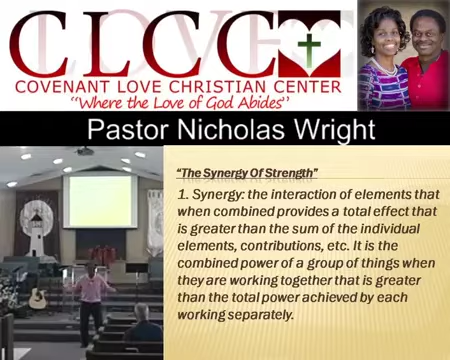 CLCC
COVENANT LOVE CHRISTIAN CENTER
"Where the Love of God Abides"
Pastor Nicholas Wright
"The Synergy Of Strength"
1. Synergy: the interaction of elements that
when combined provides a total effect that
is greater than the sum of the individual
elements, contributions, etc. It is the
combined power of a group of things when
they are working together that is greater
than the total power achieved by each
working separately.